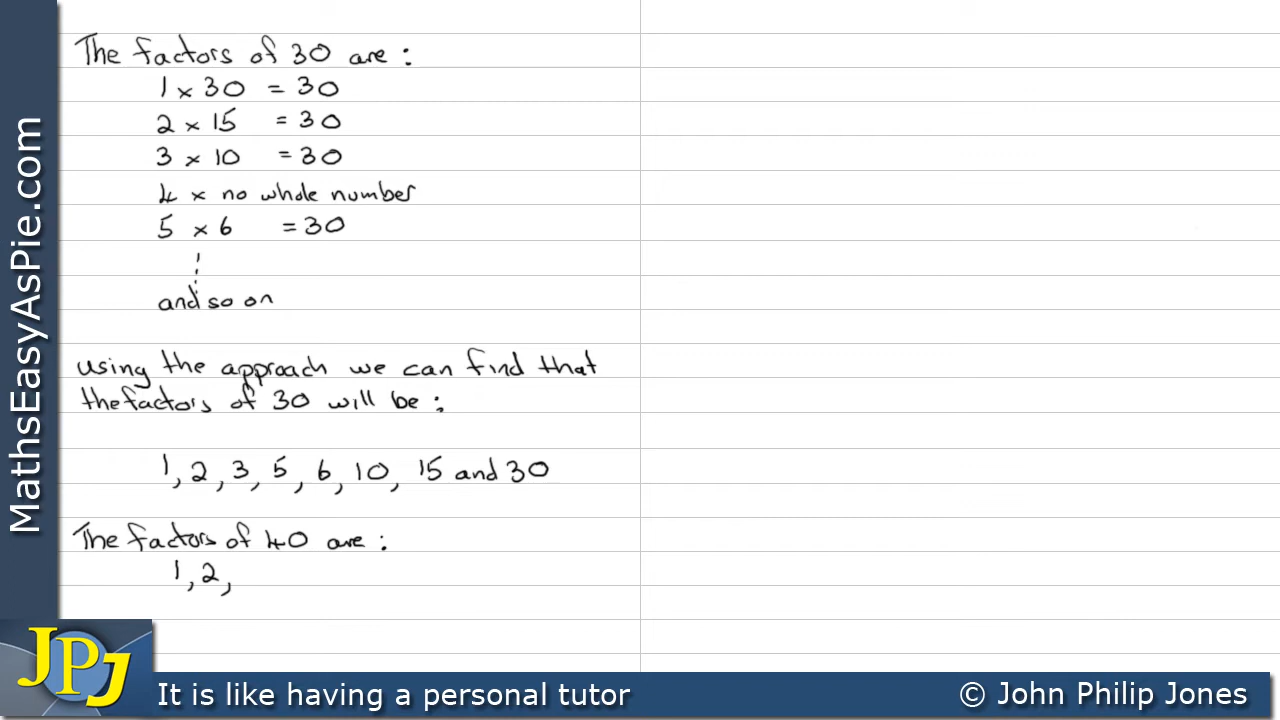 The factors of 30 are :
1 × 30 = 30
2 × 15 = 30
3 × 10 = 30
4 × no whole number
5 × 6 = 30
and so on
using the approach we can find that
the factors of 30 will be :
1, 2, 3, 5, 6, 10, 15 and 30
The factors of 40 are :
1, 2,
MathsEasyAsPie.com
JPJ
It is like having a personal tutor
© John Philip Jones